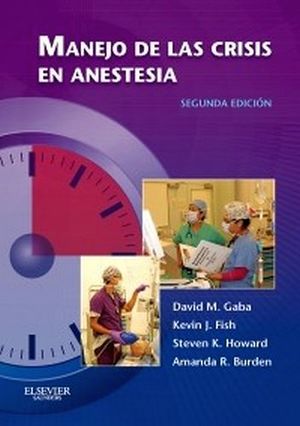 MANEJO DE LAS CRISIS
EN ANESTESIA
SEGUNDA EDICIÓN
David M. Gaba
Kevin J. Fish
Steven K. Howard
Amanda R. Burden
ELSEVIER
SAUNDERS